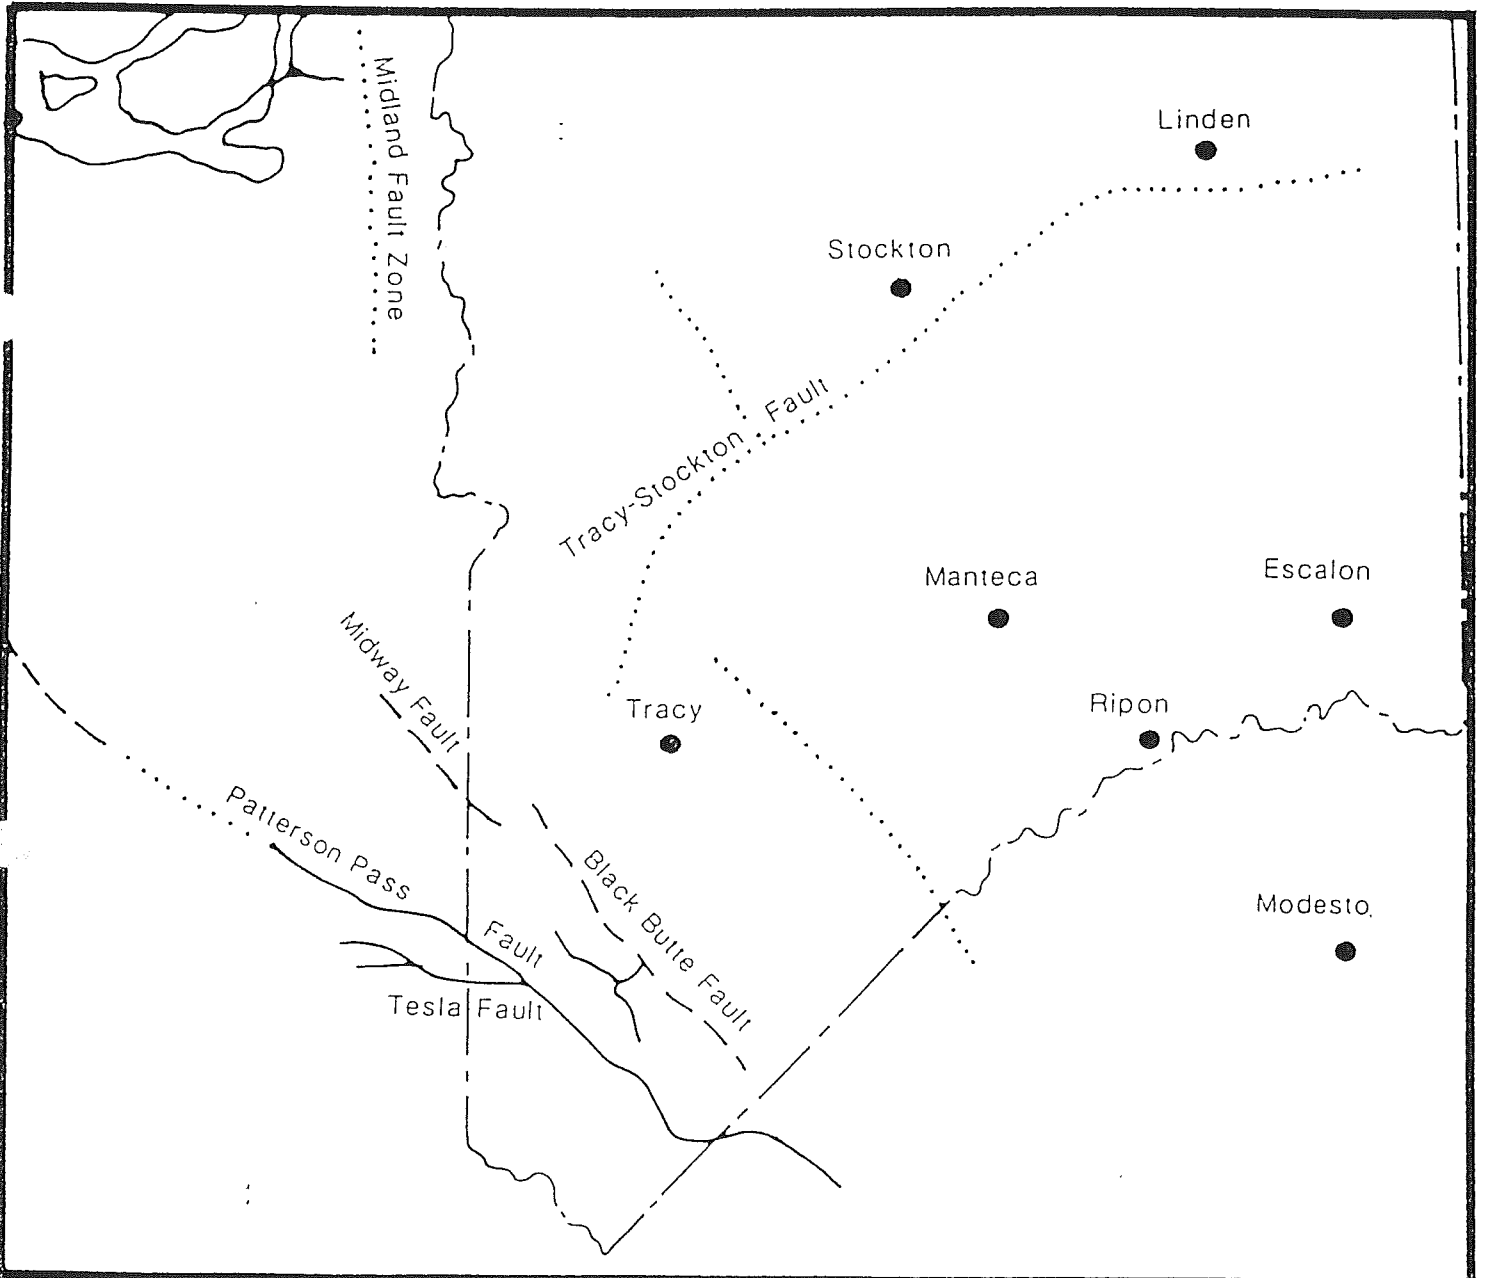 Midland Fault Zone
Linden
Stockton
Tracy-Stockton Fault
Manteca
Escalon
Midway Fault
Tracy
Ripon
Patterson Pass Fault
Black Butte Fault
Modesto
Tesla Fault